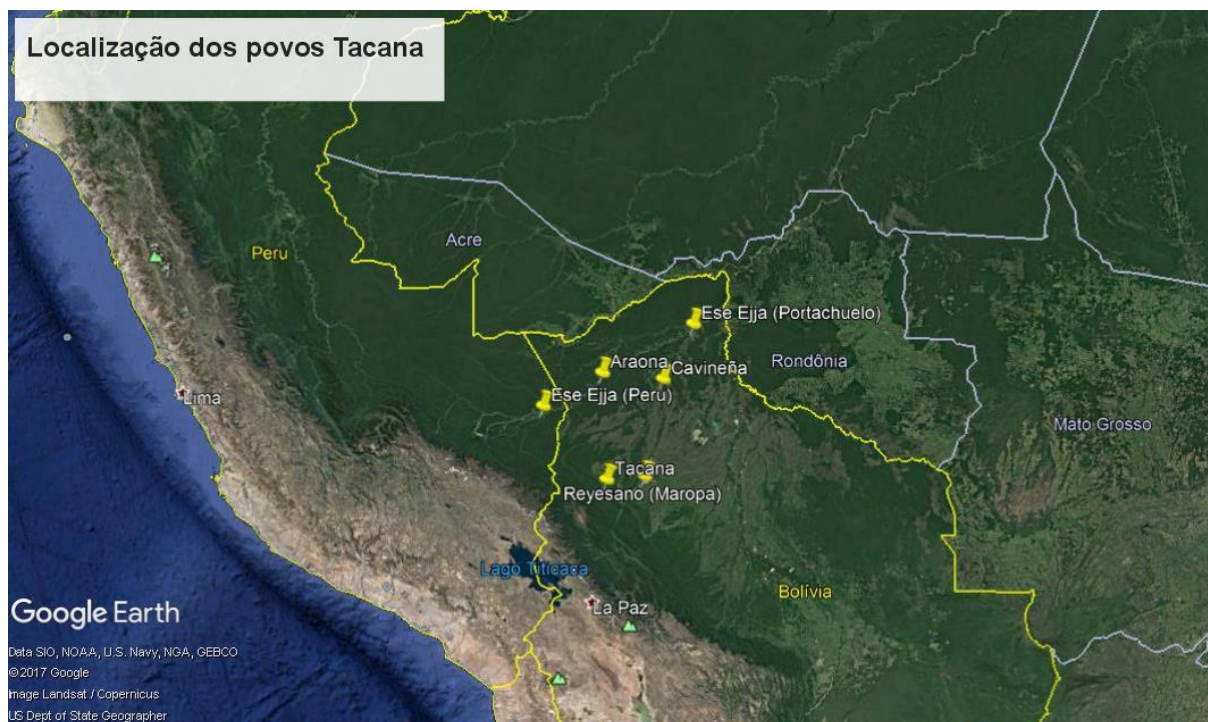 Localização dos povos Tacana
Acre
Peru
Ese Ejja (Portachuelo)
Araona
Rondônia
Cavineña
Ese Ejja (Peru)
Lima
Mato Grosso
Tacana
Reyesano (Maropa)
Lago Titicaca
Bolívia
La Paz
Google Earth
Data SIO, NOAA, U.S. Navy, NGA, GEBCO
©2017 Google
Image Landsat / Copernicus
US Dept of State Geographer